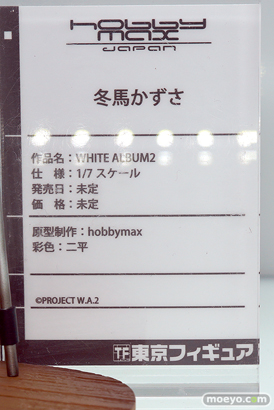 hobby
max
JAPAN
冬馬かずさ
作品名：WHITE ALBUM2
仕　様：1/7 スケール
発売日：未定
価　格：未定
原型制作：hobbymax
彩色：二平
©PROJECT W.A.2
TF 東京フィギュア
moeyo.com